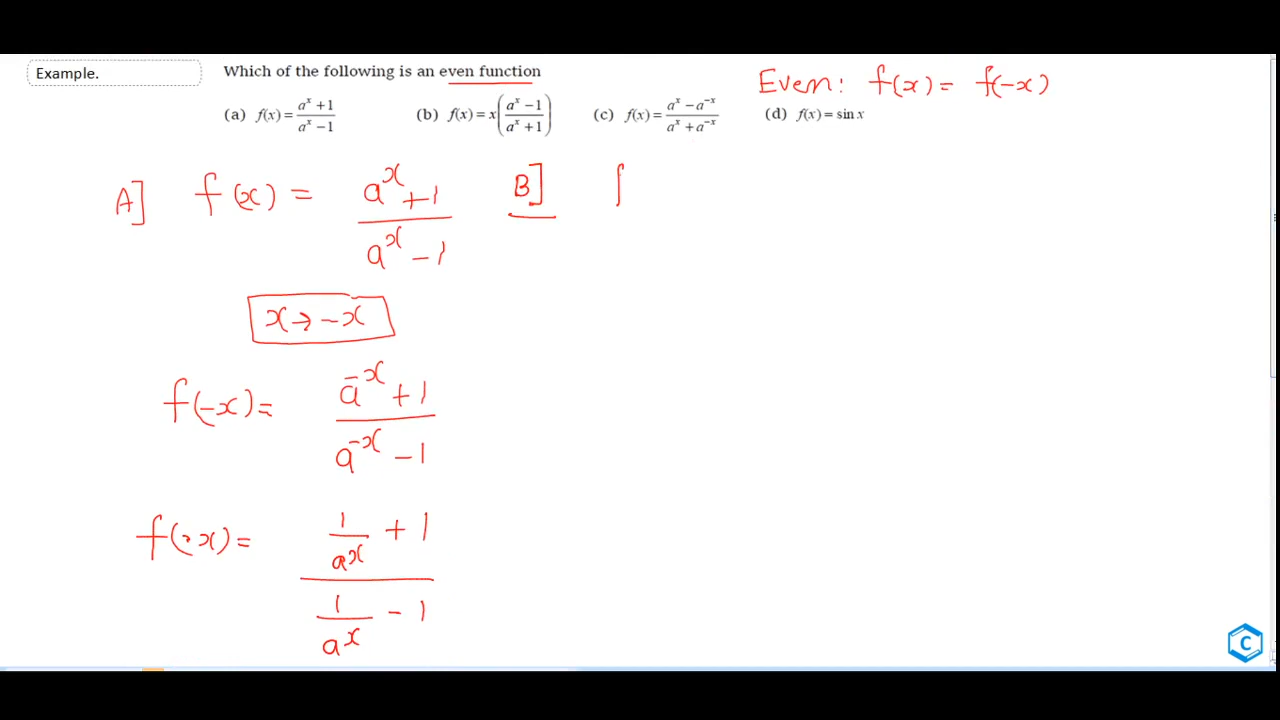 Example.
Which of the following is an even function
Even: f(x) = f(-x)
(a) f(x) = (a^x + 1)/(a^x − 1) (b) f(x) = x((a^x − 1)/(a^x + 1)) (c) f(x) = (a^x − a^−x)/(a^x + a^−x) (d) f(x) = sin x
A] f(x) = (a^x + 1)/(a^x − 1)
B] f
x → −x
f(−x) = (a^−x + 1)/(a^−x − 1)
f(−x) = (1/a^x + 1)/(1/a^x − 1)
C